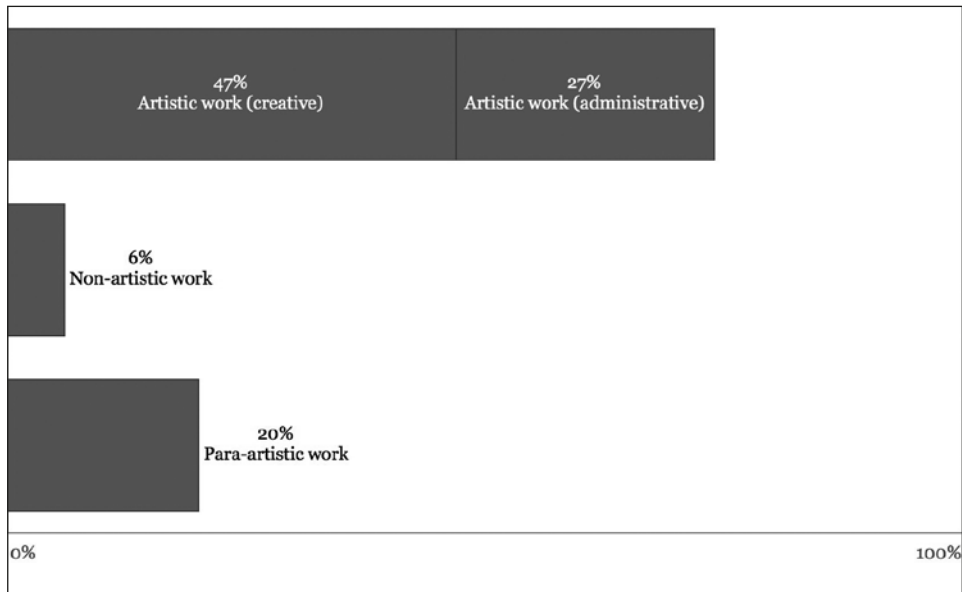 47%
Artistic work (creative)
27%
Artistic work (administrative)
6%
Non-artistic work
20%
Para-artistic work
0%
100%